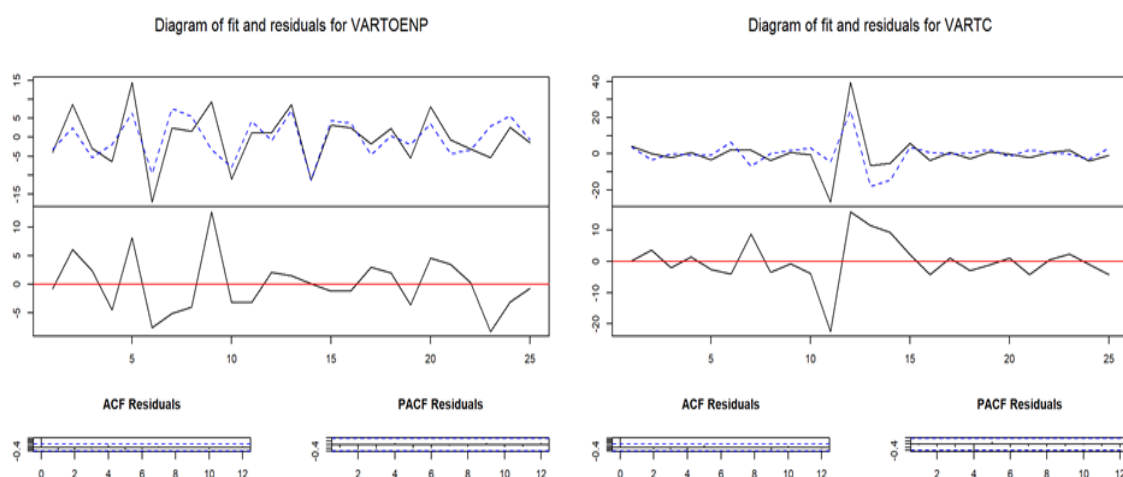 Diagram of fit and residuals for VARTOENP
Diagram of fit and residuals for VARTC
15
5
0
-5
-15
10
5
0
-5
5 10 15 20 25
40
20
0
-20
10
0
-10
-20
5 10 15 20 25
ACF Residuals
PACF Residuals
ACF Residuals
PACF Residuals
-0.4
0 2 4 6 8 10 12
-0.4
2 4 6 8 10 12
-0.4
0 2 4 6 8 10 12
-0.4
2 4 6 8 10 12